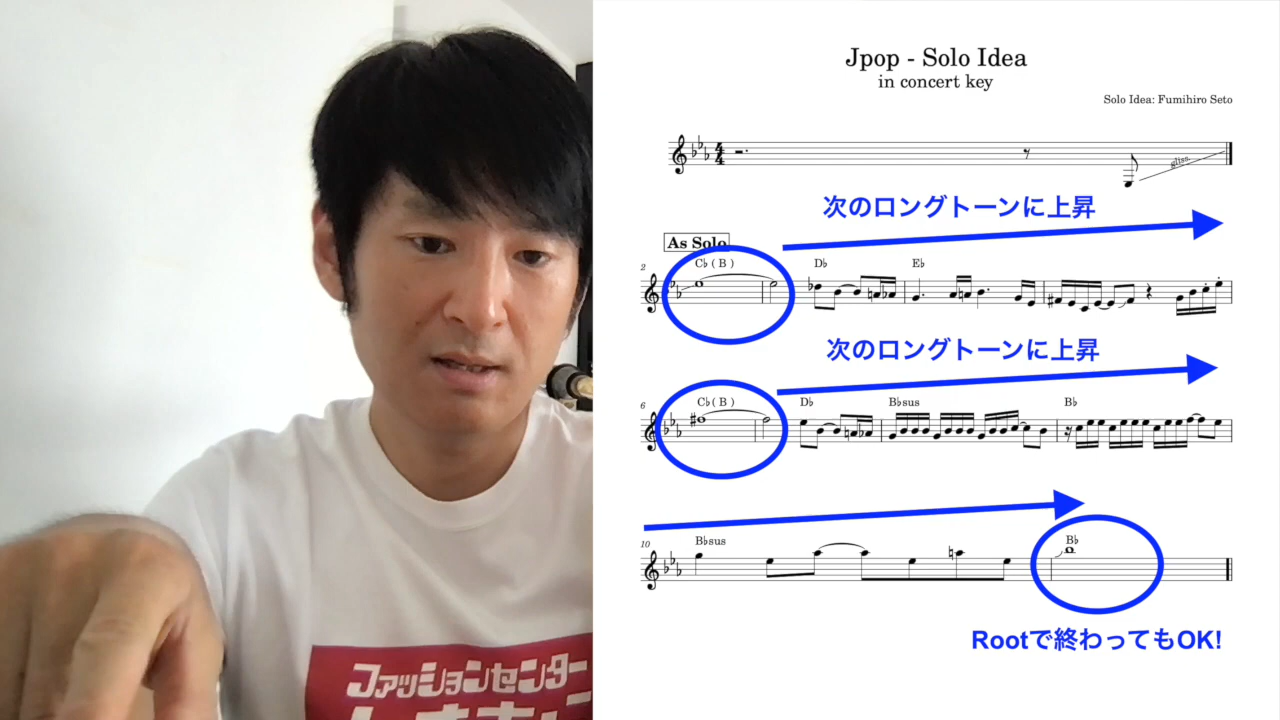 Jpop - Solo Idea
in concert key
Solo Idea: Fumihiro Seto
gliss.
次のロングトーンに上昇
As Solo
2
C♭( B ) D♭ E♭
次のロングトーンに上昇
6
C♭( B ) D♭ B♭sus B♭
10
B♭sus B♭
Rootで終わってもOK!
ファッションセンター